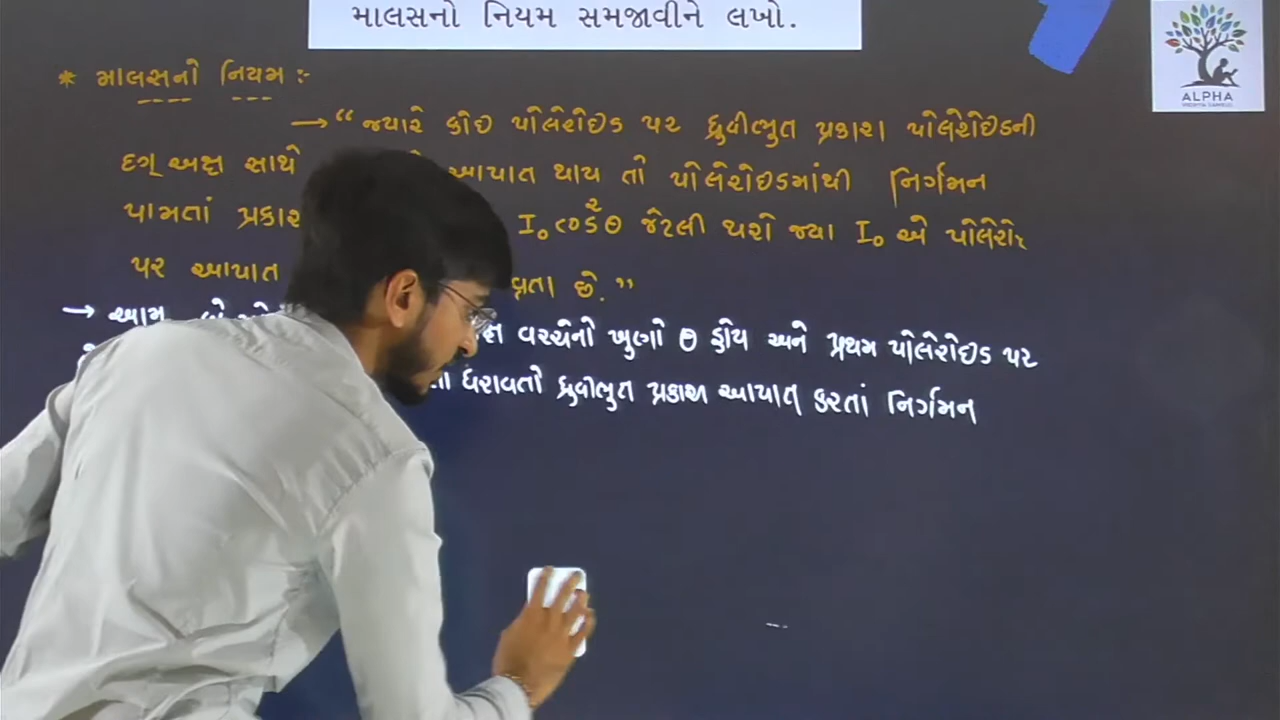 માલસનો નિયમ સમજાવીને લખો.
ALPHA
* માલસનો નિયમ :-
→ “જ્યારે કોઇ પોલેરોઇડ પર ધ્રુવીભુત પ્રકાશ પોલેરોઇડની
દગ્ અક્ષ સાથે આપાત થાય તો પોલેરોઇડમાંથી નિર્ગમન
પામતાં પ્રકાશ I₀cos²θ જેટલી થશે જ્યા I₀ એ
પર આપાત છે.”
→ આમ વચ્ચેનો ખુણો θ હોય અને પ્રથમ પોલેરોઇડ પર
ધરાવતો ધ્રુવીભુત પ્રકાશ આપાત્ કરતાં નિર્ગમન